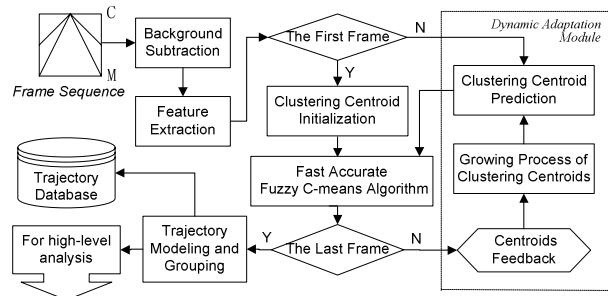 C
M
Frame Sequence
Background
Subtraction
Feature
Extraction
The First Frame
N
Y
Dynamic Adaptation
Module
Clustering Centroid
Initialization
Clustering Centroid
Prediction
Fast Accurate
Fuzzy C-means Algorithm
Growing Process of
Clustering Centroids
Trajectory
Database
Trajectory
Modeling and
Grouping
Y
The Last Frame
N
Centroids
Feedback
For high-level
analysis